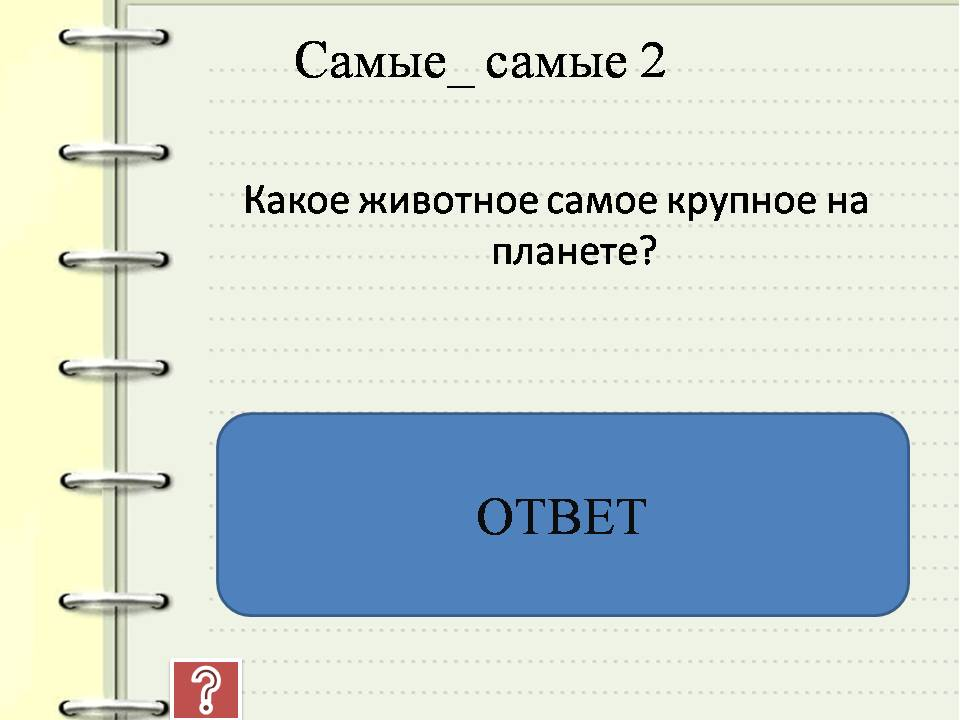 Самые_ самые 2
Какое животное самое крупное на
планете?
ОТВЕТ
?